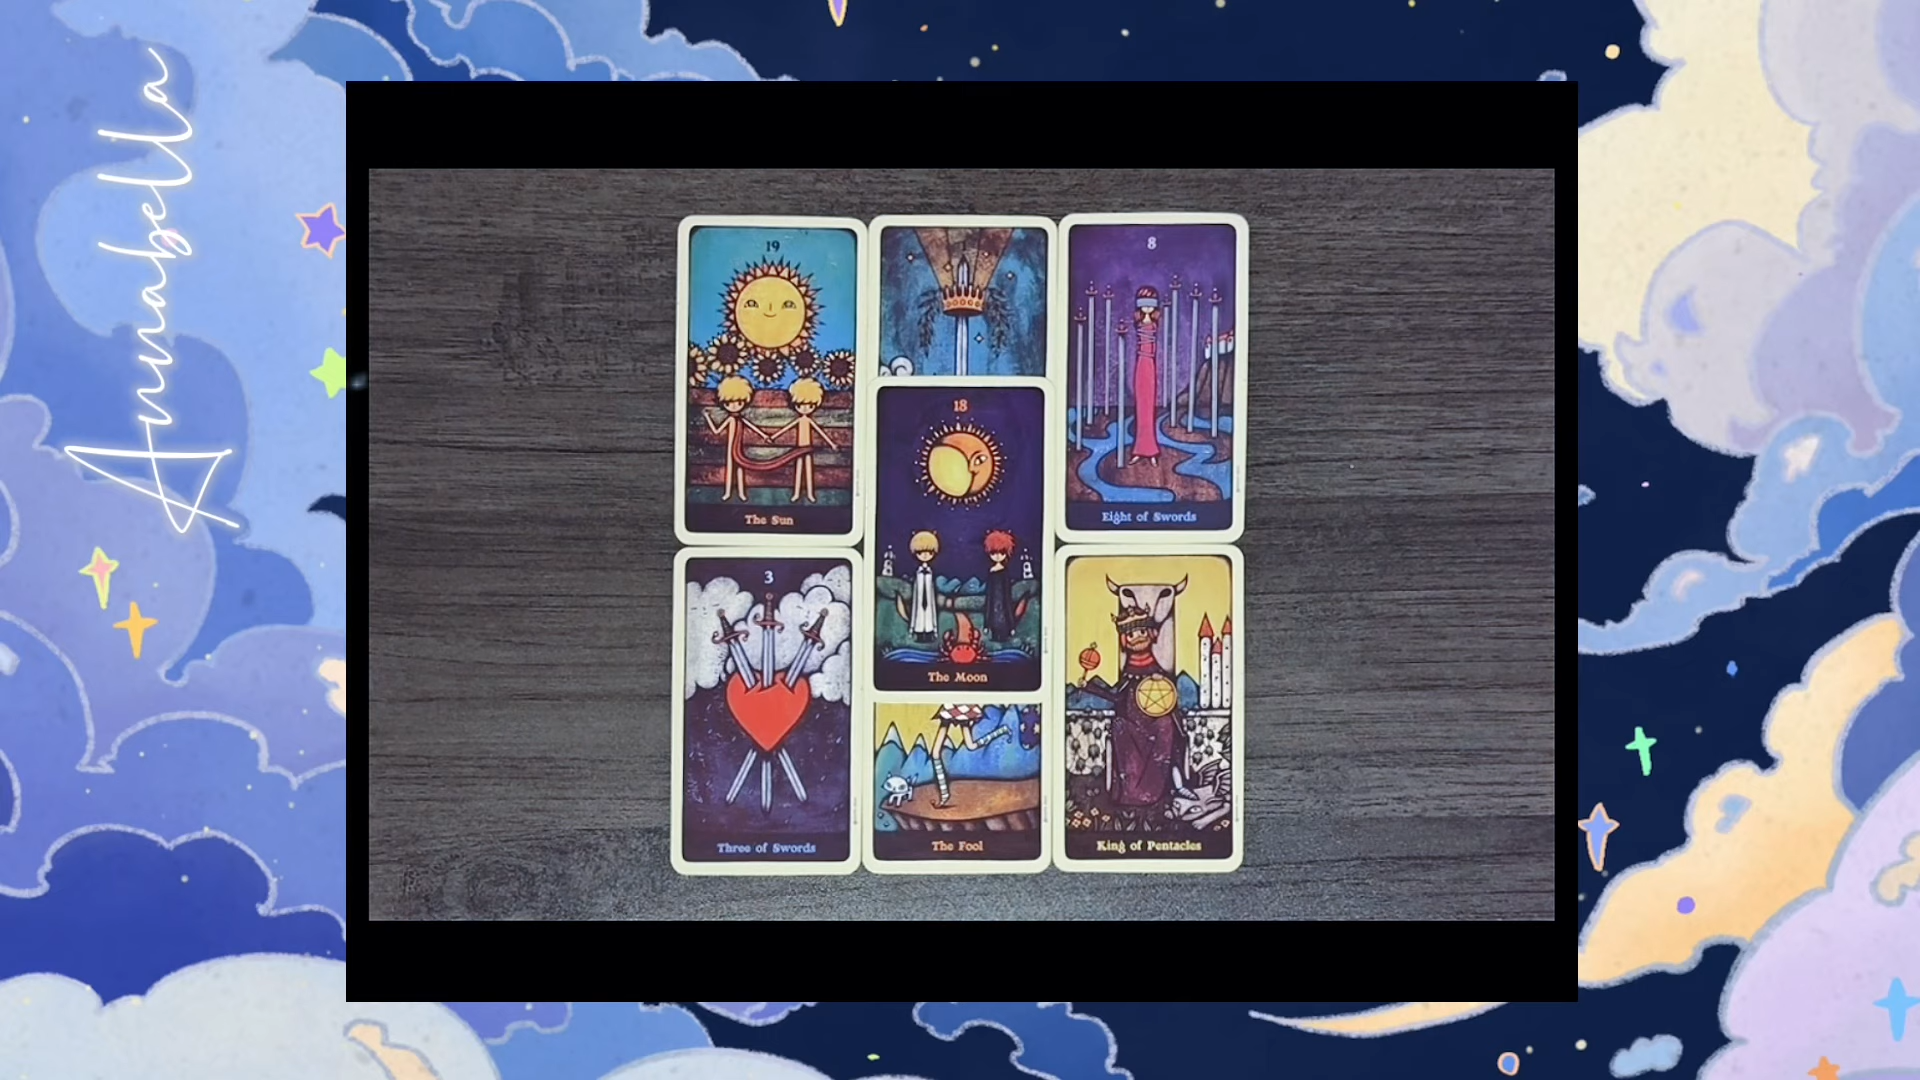 Annabella
19
8
The Sun
18
Eight of Swords
3
The Moon
Three of Swords
The Fool
King of Pentacles